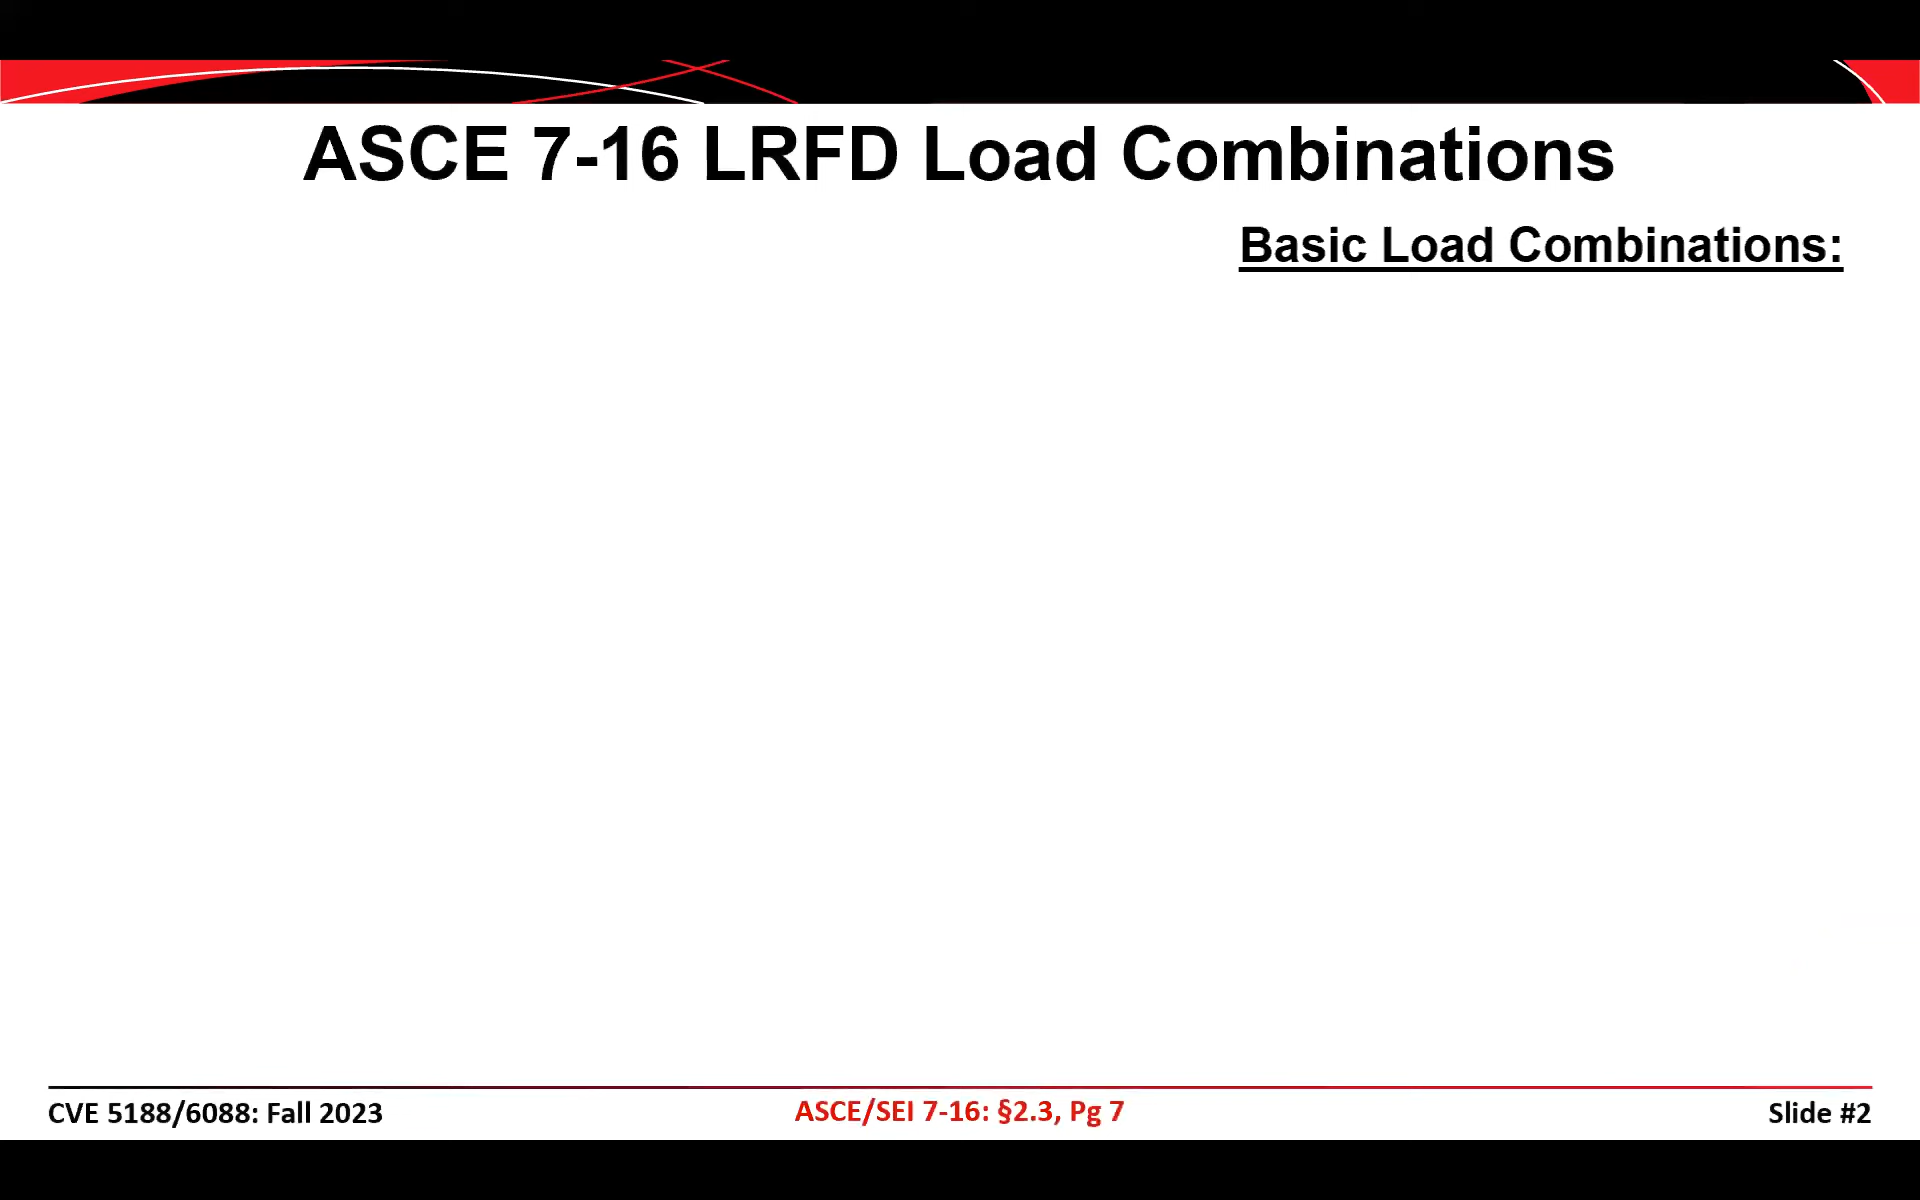 ASCE 7-16 LRFD Load Combinations
Basic Load Combinations:
CVE 5188/6088: Fall 2023
ASCE/SEI 7-16: §2.3, Pg 7
Slide #2